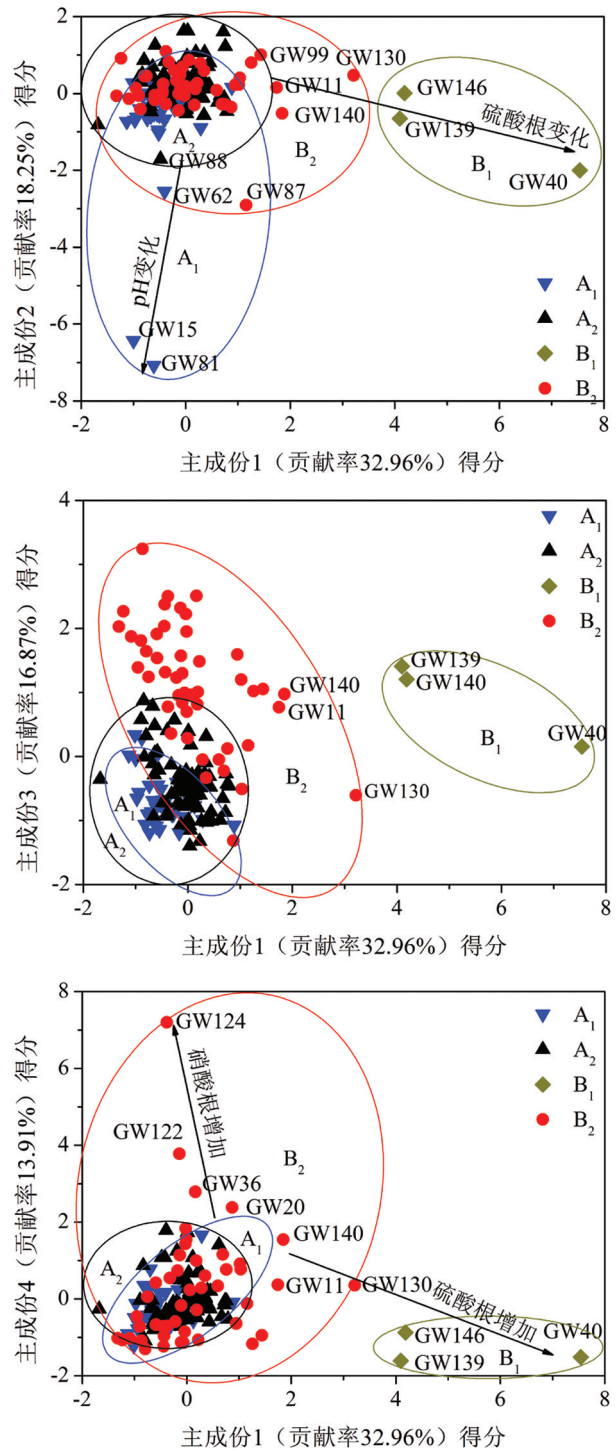 2
0
-2
-4
-6
-8
主成份2（贡献率18.25%）得分
GW99
GW130
GW11
GW140
GW146
GW139
GW40
硫酸根变化
A₂
GW88
B₂
B₁
GW62
GW87
A₁
pH变化
GW15
GW81
A₁
A₂
B₁
B₂
-2 0 2 4 6 8
主成份1（贡献率32.96%）得分
4
2
0
-2
主成份3（贡献率16.87%）得分
A₁
A₂
B₁
B₂
GW140
GW11
GW139
GW140
GW40
B₁
B₂
GW130
A₁
A₂
-2 0 2 4 6 8
主成份1（贡献率32.96%）得分
8
6
4
2
0
-2
主成份4（贡献率13.91%）得分
GW124
硝酸根增加
A₁
A₂
B₁
B₂
GW122
B₂
GW36
GW20
GW140
A₁
A₂
GW11
GW130
硫酸根增加
GW146
GW40
GW139
B₁
-2 0 2 4 6 8
主成份1（贡献率32.96%）得分